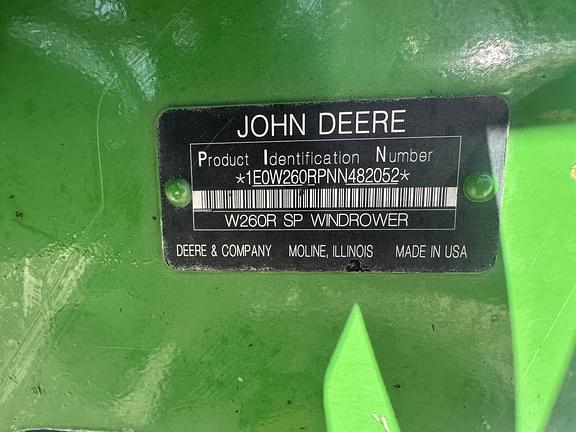 JOHN DEERE
Product Identification Number
*1E0W260RPNN482052*
W260R SP WINDROWER
DEERE & COMPANY MOLINE, ILLINOIS MADE IN USA